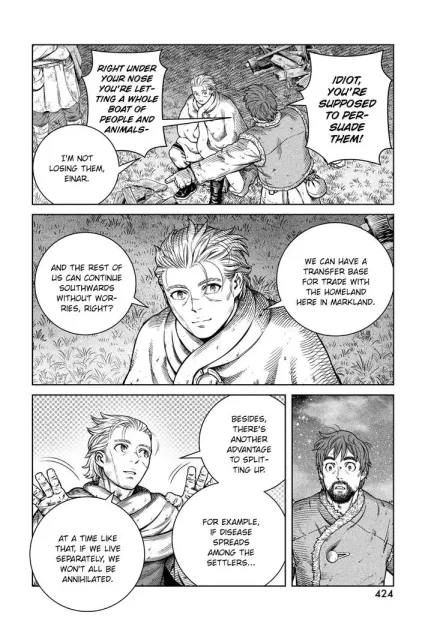 IDIOT,
YOU'RE
SUPPOSED
TO PER-
SUADE
THEM!
RIGHT UNDER
YOUR NOSE
YOU'RE LET-
TING A WHOLE
BOAT OF
PEOPLE AND
ANIMALS-
I'M NOT
LOSING THEM,
EINAR.
WE CAN HAVE A
TRANSFER BASE
FOR TRADE WITH
THE HOMELAND
HERE IN MARKLAND.
AND THE REST OF
US CAN CONTINUE
SOUTHWARDS
WITHOUT WOR-
RIES, RIGHT?
BESIDES,
THERE'S
ANOTHER
ADVANTAGE
TO SPLIT-
TING UP.
FOR EXAMPLE,
IF DISEASE
SPREADS
AMONG THE
SETTLERS...
AT A TIME LIKE
THAT, IF WE LIVE
SEPARATELY, WE
WON'T ALL BE
ANNIHILATED.
424